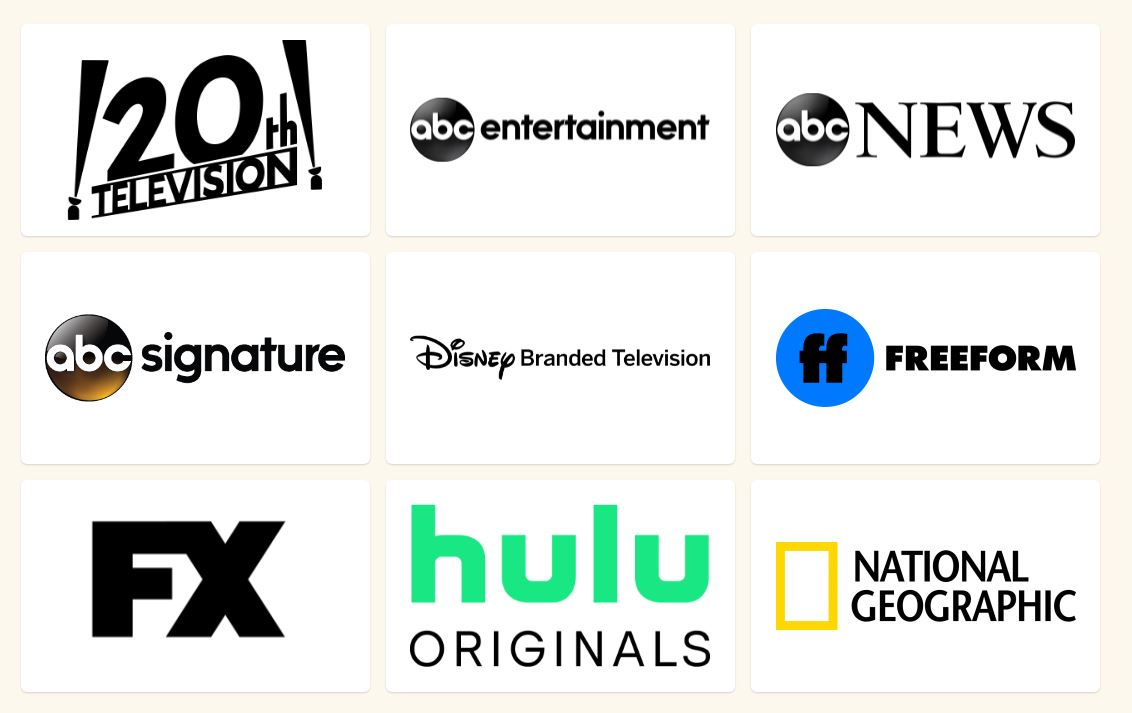 20th
TELEVISION
abc entertainment
abc NEWS
abc signature
Disney Branded Television
ff FREEFORM
FX
hulu
ORIGINALS
NATIONAL
GEOGRAPHIC